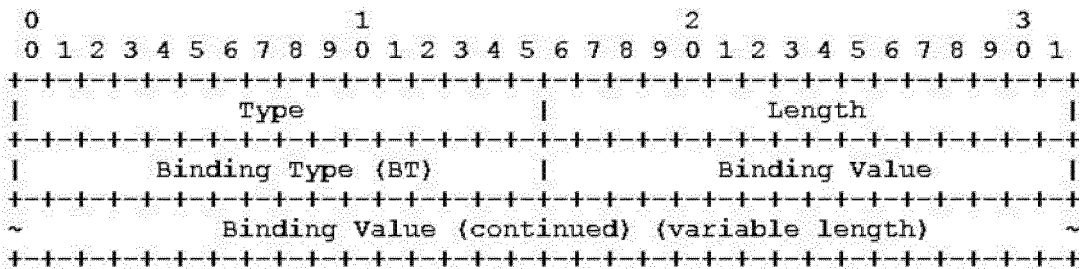 0                   1                   2                   3
0 1 2 3 4 5 6 7 8 9 0 1 2 3 4 5 6 7 8 9 0 1 2 3 4 5 6 7 8 9 0 1
+-+-+-+-+-+-+-+-+-+-+-+-+-+-+-+-+-+-+-+-+-+-+-+-+-+-+-+-+-+-+-+-+
|             Type              |             Length            |
+-+-+-+-+-+-+-+-+-+-+-+-+-+-+-+-+-+-+-+-+-+-+-+-+-+-+-+-+-+-+-+-+
|        Binding Type (BT)      |          Binding Value        |
+-+-+-+-+-+-+-+-+-+-+-+-+-+-+-+-+-+-+-+-+-+-+-+-+-+-+-+-+-+-+-+-+
~            Binding Value (continued) (variable length)        ~
+-+-+-+-+-+-+-+-+-+-+-+-+-+-+-+-+-+-+-+-+-+-+-+-+-+-+-+-+-+-+-+-+